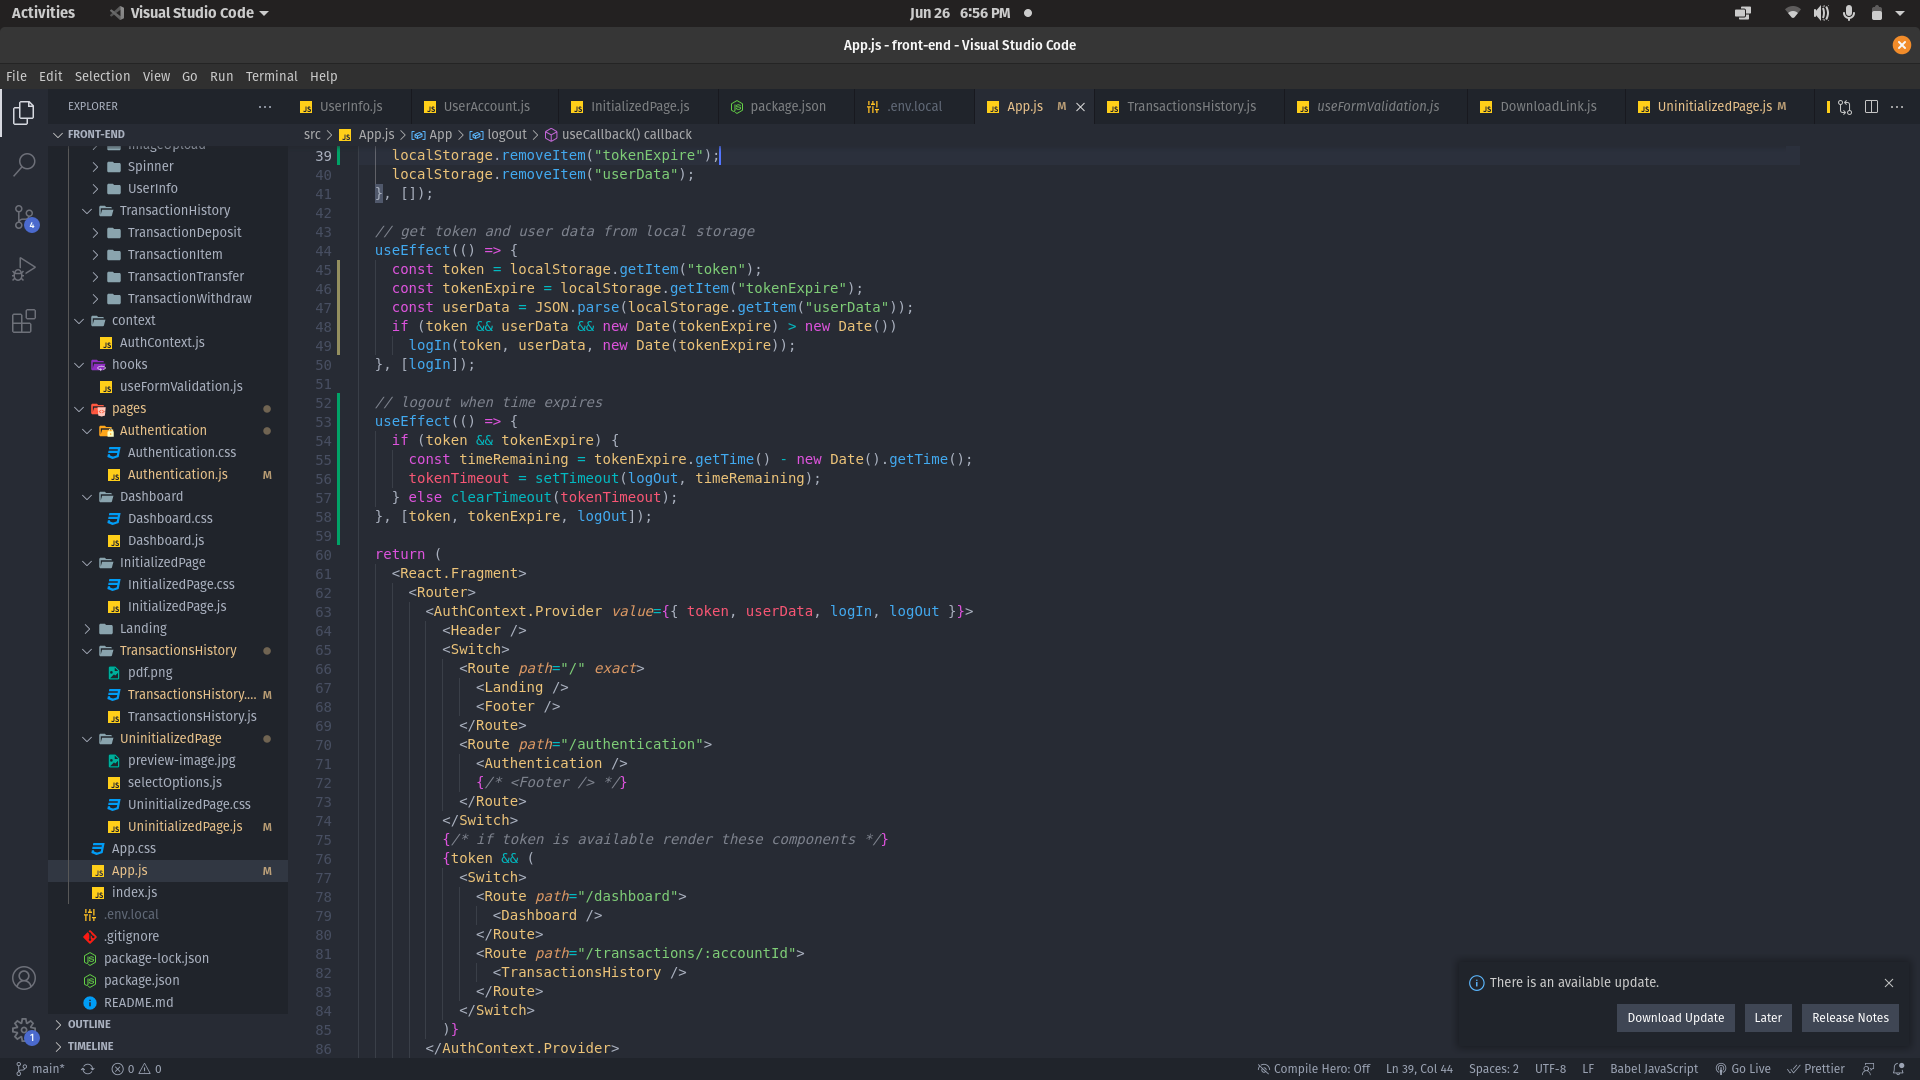 Activities
Visual Studio Code
Jun 26 6:56 PM
App.js - front-end - Visual Studio Code
File Edit Selection View Go Run Terminal Help
EXPLORER
UserInfo.js
UserAccount.js
InitializedPage.js
package.json
.env.local
App.js M
TransactionsHistory.js
useFormValidation.js
DownloadLink.js
UninitializedPage.js M
src > App.js > App > logOut > useCallback() callback
FRONT-END
ImageUpload
Spinner
UserInfo
TransactionHistory
TransactionDeposit
TransactionItem
TransactionTransfer
TransactionWithdraw
context
AuthContext.js
hooks
useFormValidation.js
pages
Authentication
Authentication.css
Authentication.js M
Dashboard
Dashboard.css
Dashboard.js
InitializedPage
InitializedPage.css
InitializedPage.js
Landing
TransactionsHistory
pdf.png
TransactionsHistory.... M
TransactionsHistory.js
UninitializedPage
preview-image.jpg
selectOptions.js
UninitializedPage.css
UninitializedPage.js M
App.css
App.js M
index.js
.env.local
.gitignore
package-lock.json
package.json
README.md
OUTLINE
TIMELINE
4
1
39 localStorage.removeItem("tokenExpire");
40 localStorage.removeItem("userData");
41 }, []);
42
43 // get token and user data from local storage
44 useEffect(() => {
45 const token = localStorage.getItem("token");
46 const tokenExpire = localStorage.getItem("tokenExpire");
47 const userData = JSON.parse(localStorage.getItem("userData"));
48 if (token && userData && new Date(tokenExpire) > new Date())
49 logIn(token, userData, new Date(tokenExpire));
50 }, [logIn]);
51
52 // logout when time expires
53 useEffect(() => {
54 if (token && tokenExpire) {
55 const timeRemaining = tokenExpire.getTime() - new Date().getTime();
56 tokenTimeout = setTimeout(logOut, timeRemaining);
57 } else clearTimeout(tokenTimeout);
58 }, [token, tokenExpire, logOut]);
59
60 return (
61 <React.Fragment>
62 <Router>
63 <AuthContext.Provider value={{ token, userData, logIn, logOut }}>
64 <Header />
65 <Switch>
66 <Route path="/" exact>
67 <Landing />
68 <Footer />
69 </Route>
70 <Route path="/authentication">
71 <Authentication />
72 {/* <Footer /> */}
73 </Route>
74 </Switch>
75 {/* if token is available render these components */}
76 {token && (
77 <Switch>
78 <Route path="/dashboard">
79 <Dashboard />
80 </Route>
81 <Route path="/transactions/:accountId">
82 <TransactionsHistory />
83 </Route>
84 </Switch>
85 )}
86 </AuthContext.Provider>
There is an available update.
Download Update
Later
Release Notes
main*
0 0
Compile Hero: Off
Ln 39, Col 44
Spaces: 2
UTF-8
LF
Babel JavaScript
Go Live
Prettier